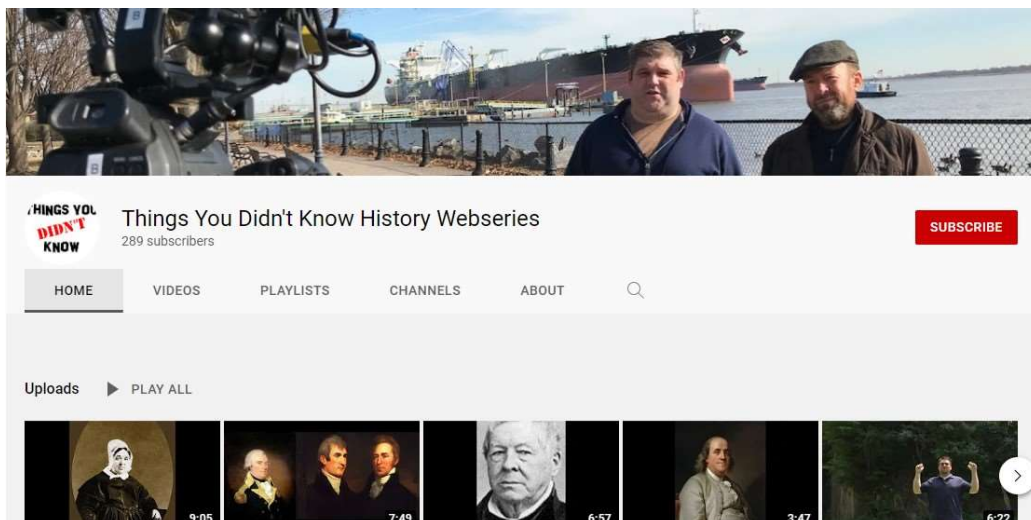 THINGS YOU
DIDN'T
KNOW
Things You Didn't Know History Webseries
289 subscribers
SUBSCRIBE
HOME
VIDEOS
PLAYLISTS
CHANNELS
ABOUT
Uploads
PLAY ALL
9:05
7:49
6:57
3:47
6:22
B
B